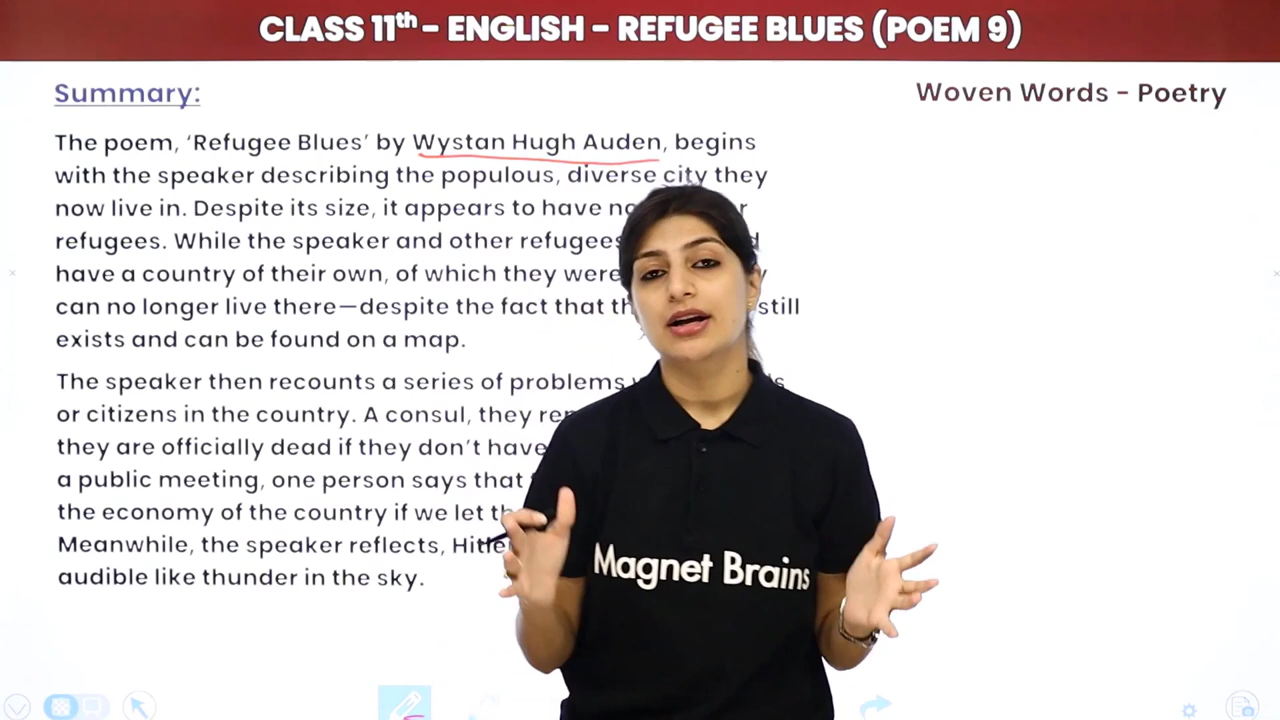 CLASS 11th - ENGLISH - REFUGEE BLUES (POEM 9)
Summary:
Woven Words - Poetry
The poem, ‘Refugee Blues’ by Wystan Hugh Auden, begins
with the speaker describing the populous, diverse city they
now live in. Despite its size, it appears to have
refugees. While the speaker and other refugees
have a country of their own, of which they were
can no longer live there—despite the fact that still
exists and can be found on a map.
The speaker then recounts a series of problems
or citizens in the country. A consul, they
they are officially dead if they don’t have
a public meeting, one person says that
the economy of the country if we let
Meanwhile, the speaker reflects,
audible like thunder in the sky.
Magnet Brains